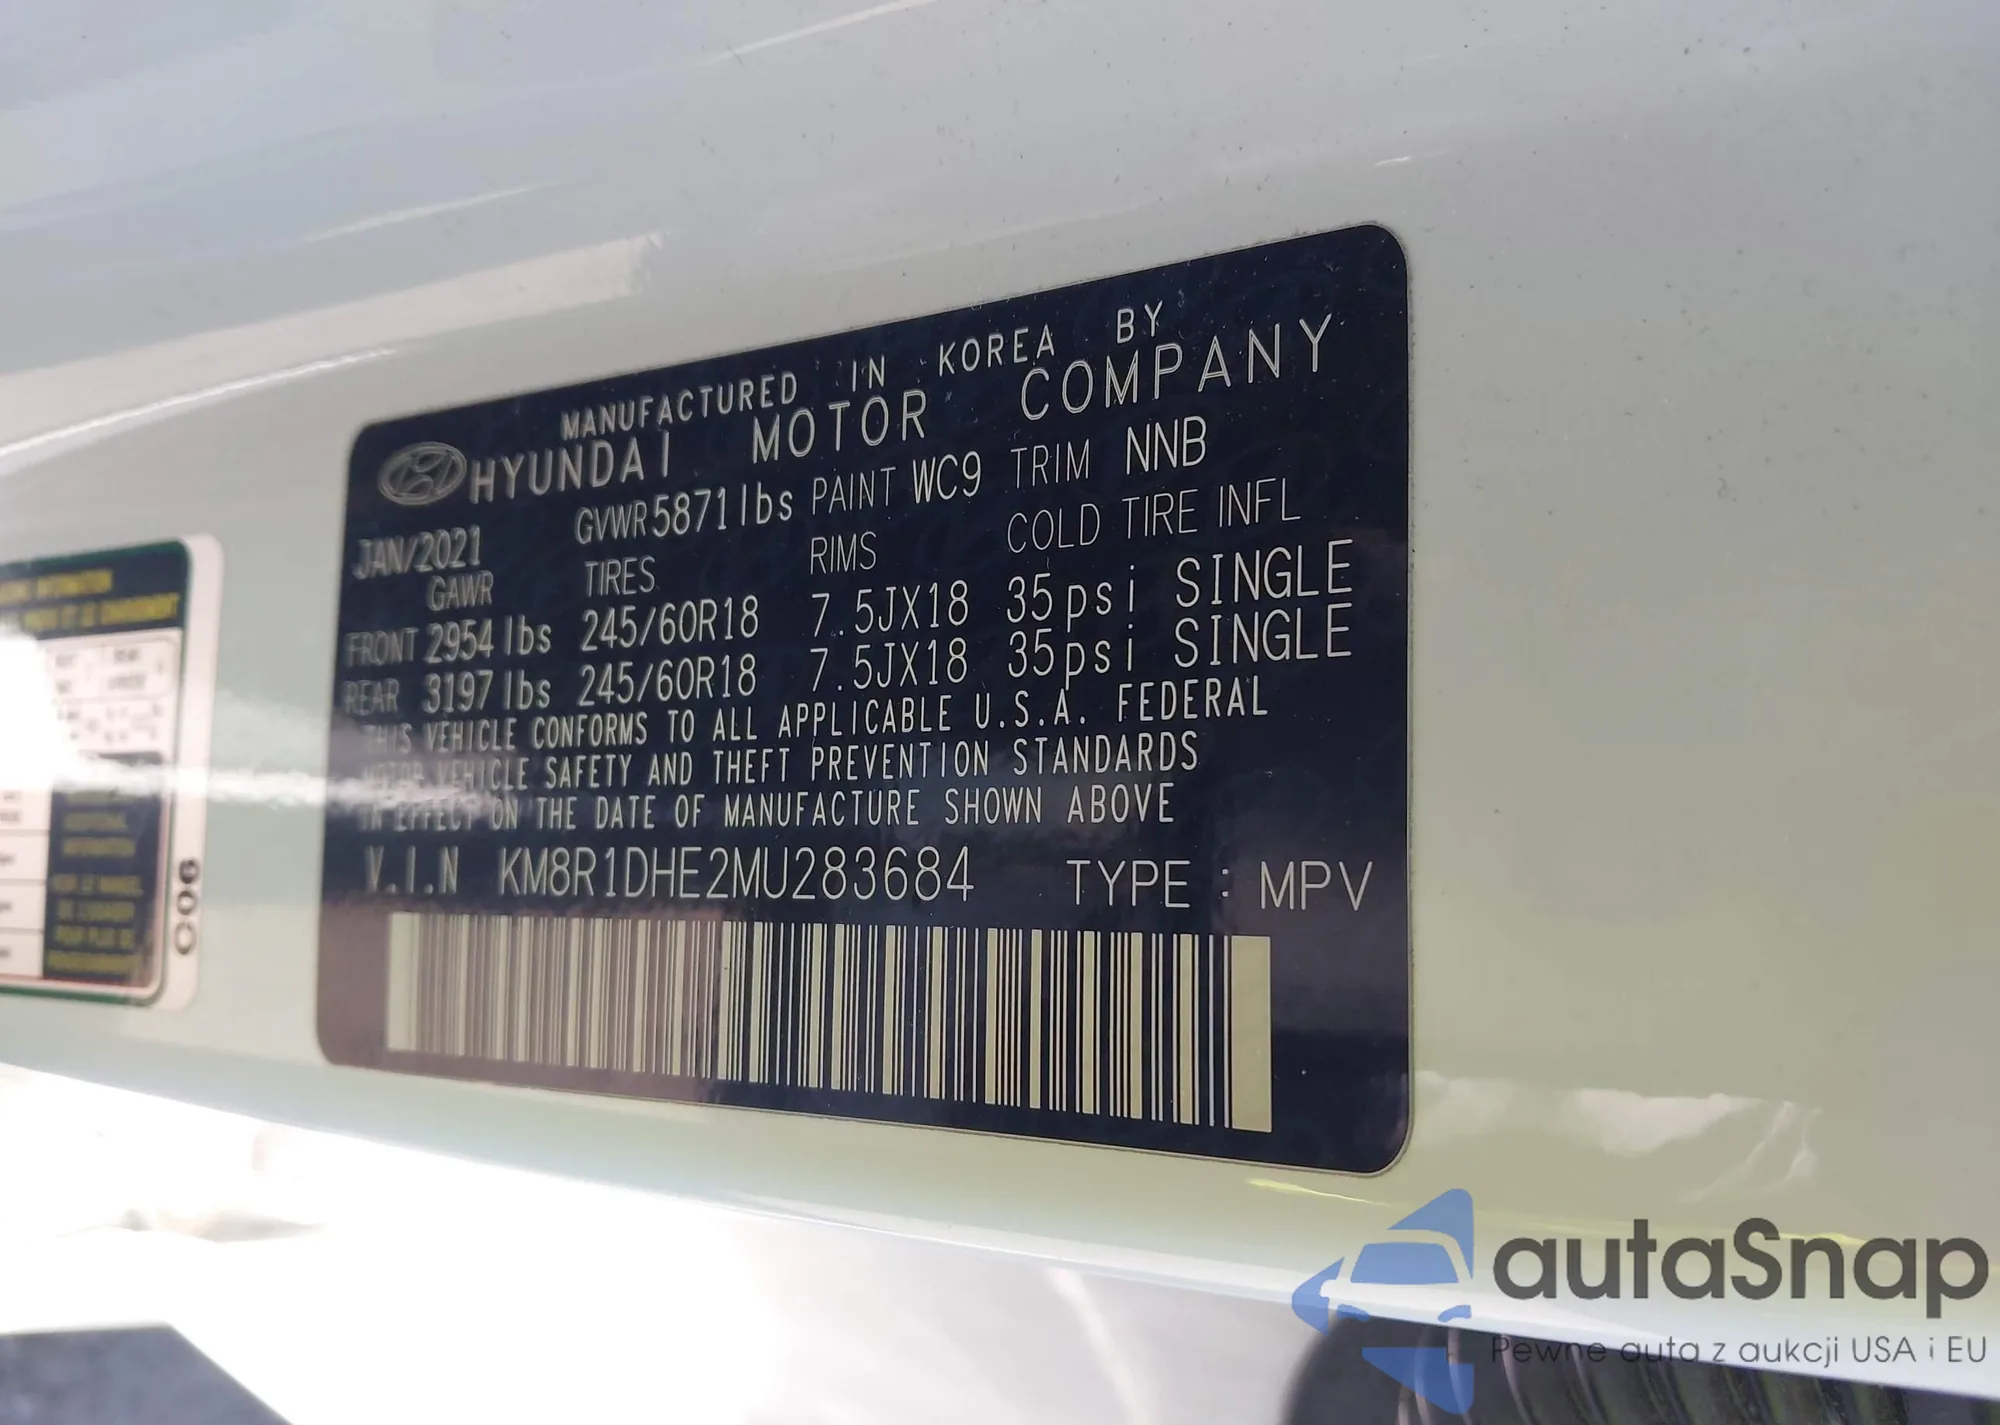 MANUFACTURED IN KOREA BY
HYUNDAI MOTOR COMPANY
JAN/2021 GVWR 5871lbs PAINT WC9 TRIM NNB
GAWR TIRES RIMS COLD TIRE INFL
FRONT 2954 lbs 245/60R18 7.5JX18 35psi SINGLE
REAR 3197 lbs 245/60R18 7.5JX18 35psi SINGLE
THIS VEHICLE CONFORMS TO ALL APPLICABLE U.S.A. FEDERAL
MOTOR VEHICLE SAFETY AND THEFT PREVENTION STANDARDS
IN EFFECT ON THE DATE OF MANUFACTURE SHOWN ABOVE
V.I.N KM8R1DHE2MU283684 TYPE : MPV
C06
autaSnap
Pewne auta z aukcji USA i EU